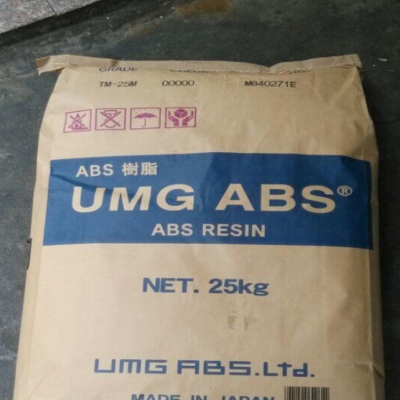 GRADE
TM-25M 00000 MB40271E
ABS 樹脂
UMG ABS®
ABS RESIN
NET. 25kg
UMG ABS.Ltd.
MADE IN JAPAN